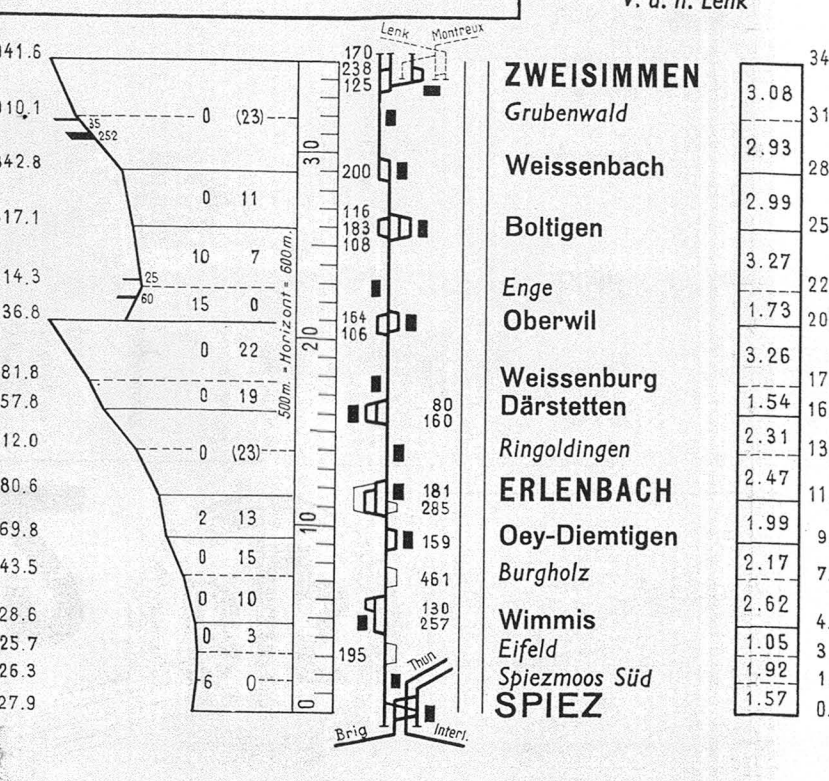 V. d. n. Lenk
Lenk Montreux
041.6 170 34
238 ZWEISIMMEN
125 3.08
010.1 0 (23) Grubenwald 31
35
252 2.93
30
842.8 200 Weissenbach 28
0 11 2.99
116
817.1 183 Boltigen 25
108
10 7 3.27
14.3 25 Enge 22
60
15 0 1.73
36.8 164 Oberwil 20
20 106
0 22 3.26
500m. = Horizont = 600m.
81.8 Weissenburg 17
0 19 1.54
57.8 80 Därstetten 16
160
2.31
12.0 0 (23) Ringoldingen 13
2.47
80.6 181 ERLENBACH 11
285
2 13 1.99
10
69.8 159 Oey-Diemtigen 9
0 15 2.17
43.5 461 Burgholz 7.
0 10 2.62
130
28.6 257 Wimmis 4.
0 3 1.05
25.7 195 Eifeld 3
Thun 1.92
26.3 6 0 Spiezmoos Süd 1
1.57
27.9 0 SPIEZ 0.
Brig Interl.